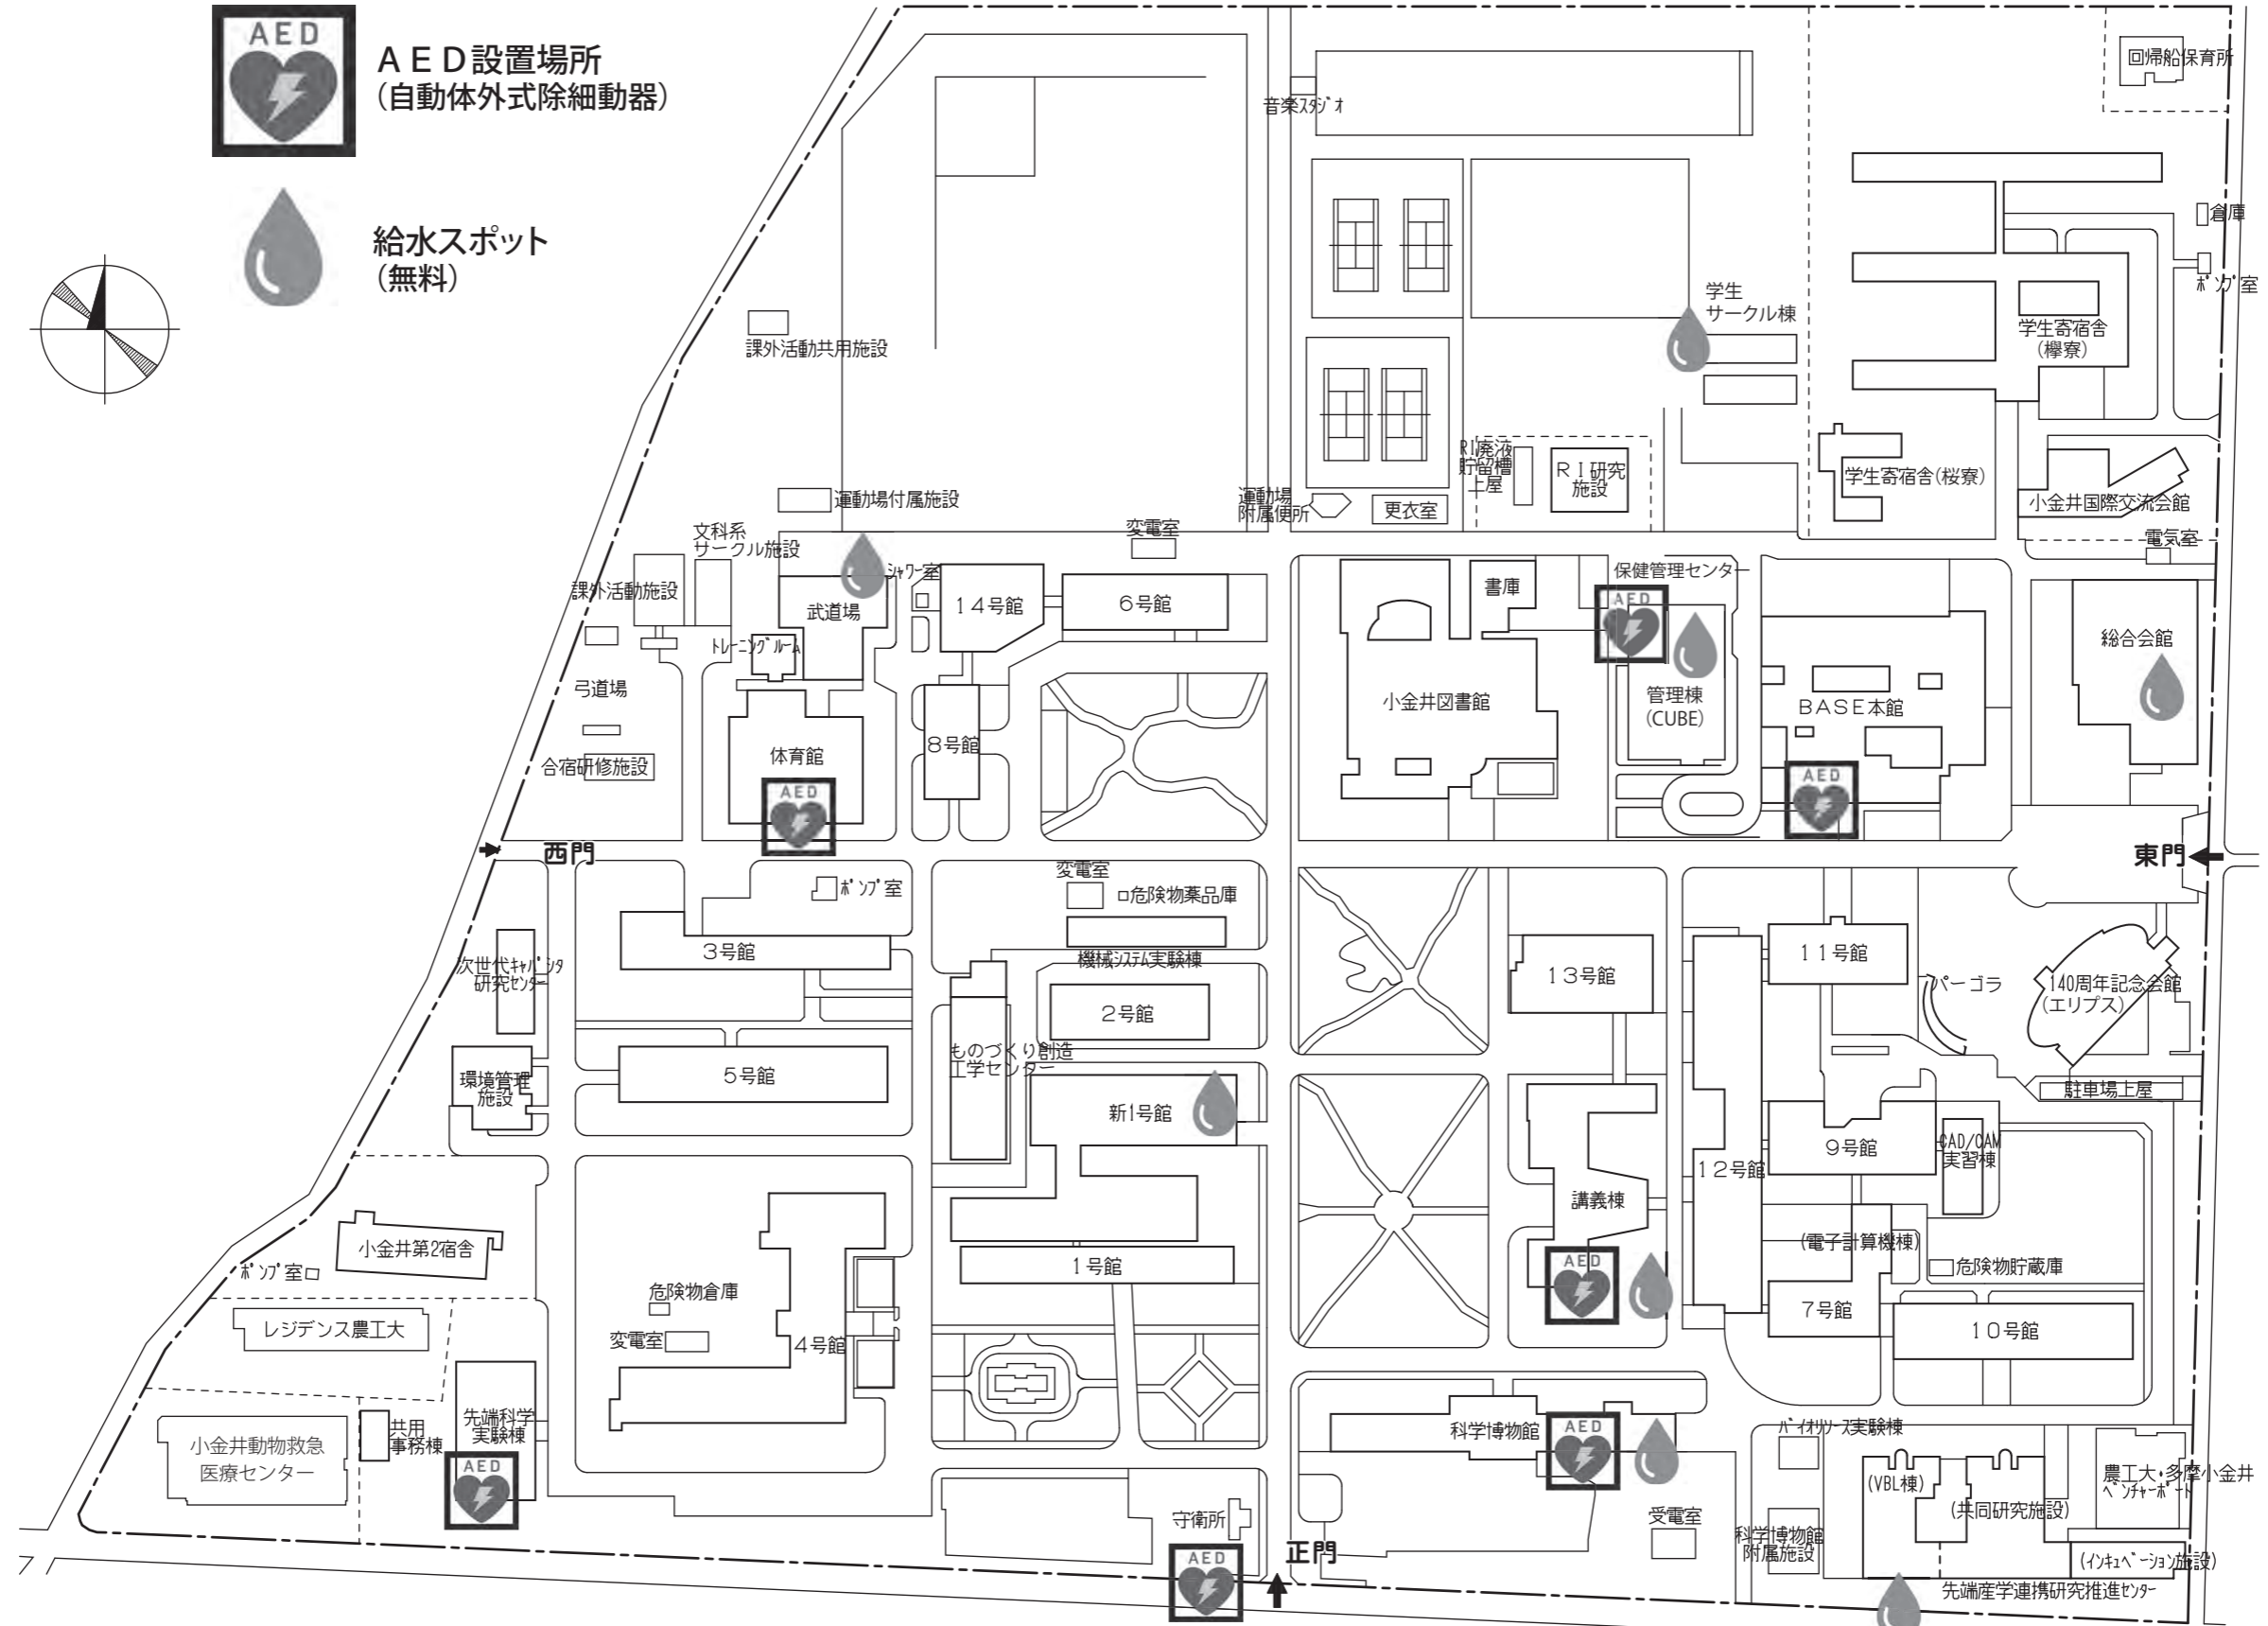 AED
ＡＥＤ設置場所
（自動体外式除細動器）
給水スポット
（無料）
回帰船保育所
音楽ｽﾀｼﾞｵ
倉庫
ﾎﾟﾝﾌﾟ室
学生
サークル棟
学生寄宿舎
（欅寮）
課外活動共用施設
学生寄宿舎(桜寮)
小金井国際交流会館
電気室
RI廃液
貯留槽
上屋
ＲＩ研究
施設
運動場
附属便所
更衣室
運動場付属施設
変電室
文科系
サークル施設
課外活動施設
ｼｬﾜｰ室
武道場
１４号館
６号館
書庫
保健管理センター
AED
総合会館
ﾄﾚｰﾆﾝｸﾞﾙｰﾑ
弓道場
小金井図書館
管理棟
(CUBE)
ＢＡＳＥ本館
合宿研修施設
体育館
AED
８号館
AED
西門
東門
ﾎﾟﾝﾌﾟ室
変電室
危険物薬品庫
３号館
機械ｼｽﾃﾑ実験棟
次世代ｷｬﾊﾟｼﾀ
研究ｾﾝﾀｰ
２号館
１３号館
１１号館
パーゴラ
140周年記念会館
（エリプス）
ものづくり創造
工学センター
５号館
環境管理
施設
新1号館
駐車場上屋
９号館
CAD/CAM
実習棟
１２号館
講義棟
小金井第2宿舎
ﾎﾟﾝﾌﾟ室
１号館
(電子計算機棟)
危険物貯蔵庫
AED
危険物倉庫
変電室
４号館
７号館
１０号館
レジデンス農工大
共用
事務棟
先端科学
実験棟
AED
小金井動物救急
医療センター
科学博物館
AED
ﾊﾞｲｵﾘｿｰｽ実験棟
(VBL棟)
(共同研究施設)
農工大・多摩小金井
ﾍﾞﾝﾁｬｰﾎﾟｰﾄ
守衛所
受電室
科学博物館
附属施設
AED
正門
(ｲﾝｷｭﾍﾞｰｼｮﾝ施設)
先端産学連携研究推進ｾﾝﾀｰ